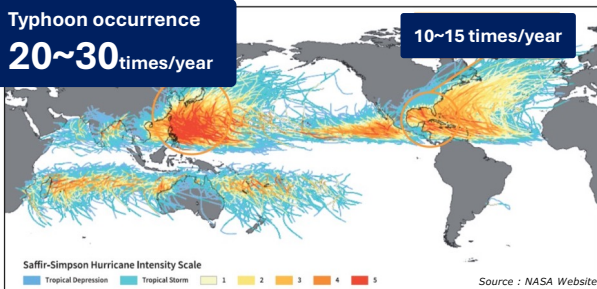 Typhoon occurrence
20~30times/year
10~15 times/year
Saffir-Simpson Hurricane Intensity Scale
Tropical Depression Tropical Storm 1 2 3 4 5
Source : NASA Website